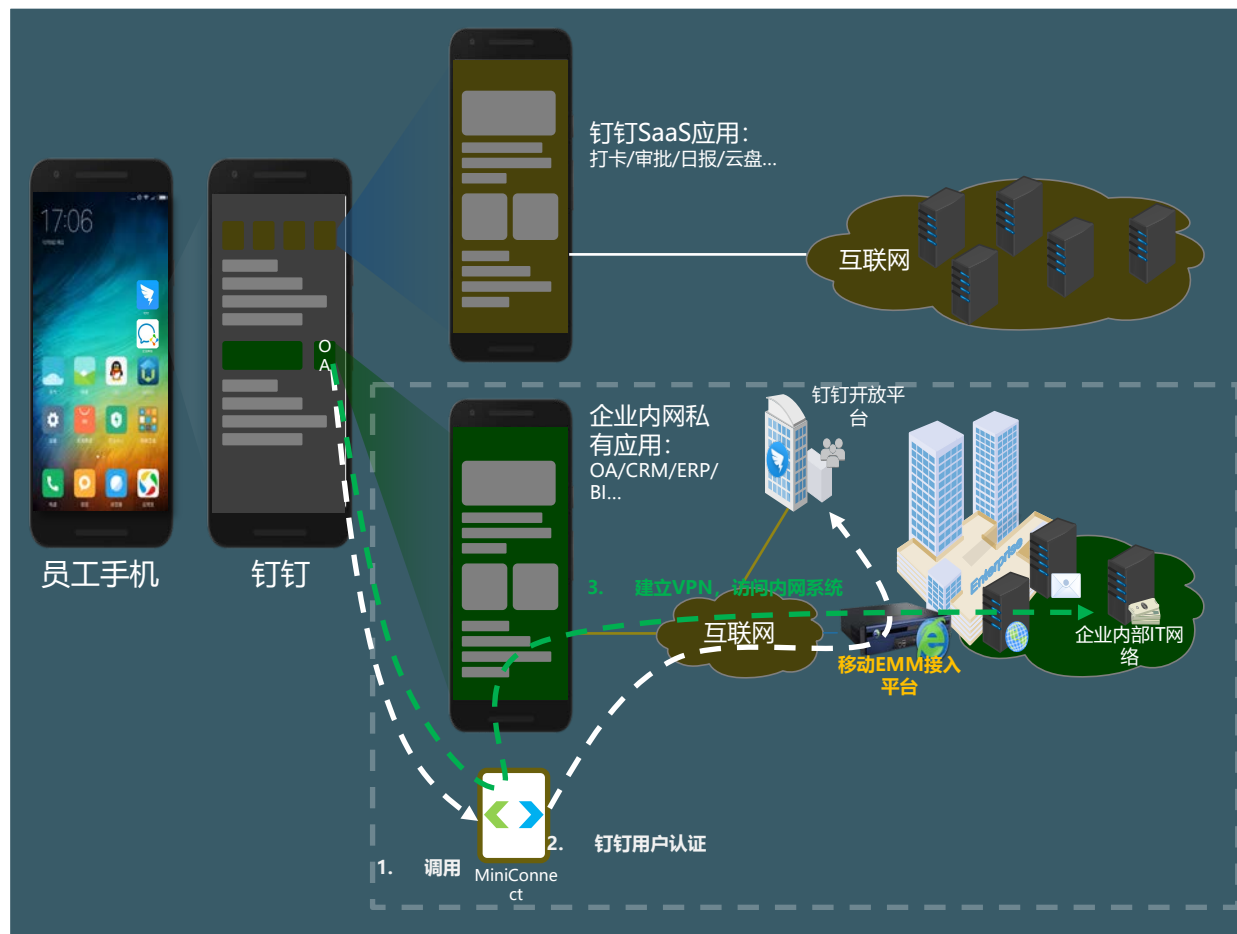 钉钉SaaS应用：
打卡/审批/日报/云盘...
17:06
互联网
O
A
钉钉开放平
台
企业内网私
有应用：
OA/CRM/ERP/
BI...
Enterprise
员工手机
钉钉
3. 建立VPN，访问内网系统
互联网
企业内部IT网
络
移动EMM接入
平台
2. 钉钉用户认证
1. 调用
MiniConne
ct